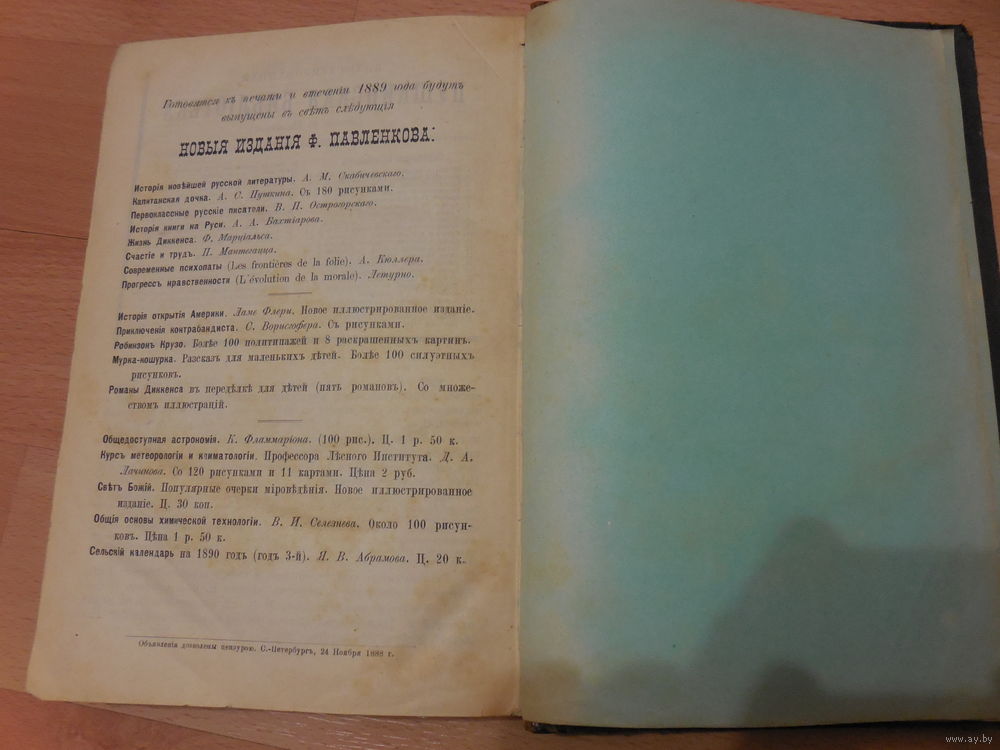 Готовятся къ печати и втеченіи 1889 года будутъ
выпущены въ свѣтъ слѣдующія
НОВЫЯ ИЗДАНІЯ Ф. ПАВЛЕНКОВА:
Исторія новѣйшей русской литературы. А. М. Скабичевскаго.
Капитанская дочка. А. С. Пушкина. Съ 180 рисунками.
Первоклассные русскіе писатели. В. П. Острогорскаго.
Исторія книги на Руси. А. А. Бахтіарова.
Жизнь Диккенса. Ф. Марціальса.
Счастіе и трудъ. П. Мантегацца.
Современные психопаты (Les frontières de la folie). А. Кюллера.
Прогрессъ нравственности (L'évolution de la morale). Летурно.
Исторія открытія Америки. Ламе Флери. Новое иллюстрированное изданіе.
Приключенія контрабандиста. С. Ворисгофера. Съ рисунками.
Робинзонъ Крузо. Болѣе 100 политипажей и 8 раскрашенныхъ картинъ.
Мурка-кошурка. Разсказъ для маленькихъ дѣтей. Болѣе 100 силуэтныхъ
рисунковъ.
Романы Диккенса въ передѣлкѣ для дѣтей (пять романовъ). Со множе-
ствомъ иллюстрацій.
Общедоступная астрономія. К. Фламмаріона. (100 рис.). Ц. 1 р. 50 к.
Курсъ метеорологіи и климатологіи. Профессора Лѣсного Института. Д. А.
Лачинова. Со 120 рисунками и 11 картами. Цѣна 2 руб.
Свѣтъ Божій. Популярные очерки міровѣдѣнія. Новое иллюстрированное
изданіе. Ц. 30 коп.
Общія основы химической технологіи. В. И. Селезнева. Около 100 рисун-
ковъ. Цѣна 1 р. 50 к.
Сельскій календарь на 1890 годъ (годъ 3-й). Я. В. Абрамова. Ц. 20 к.
Объявленія дозволены цензурою. С.-Петербургъ, 24 Ноября 1888 г.
www.ay.by